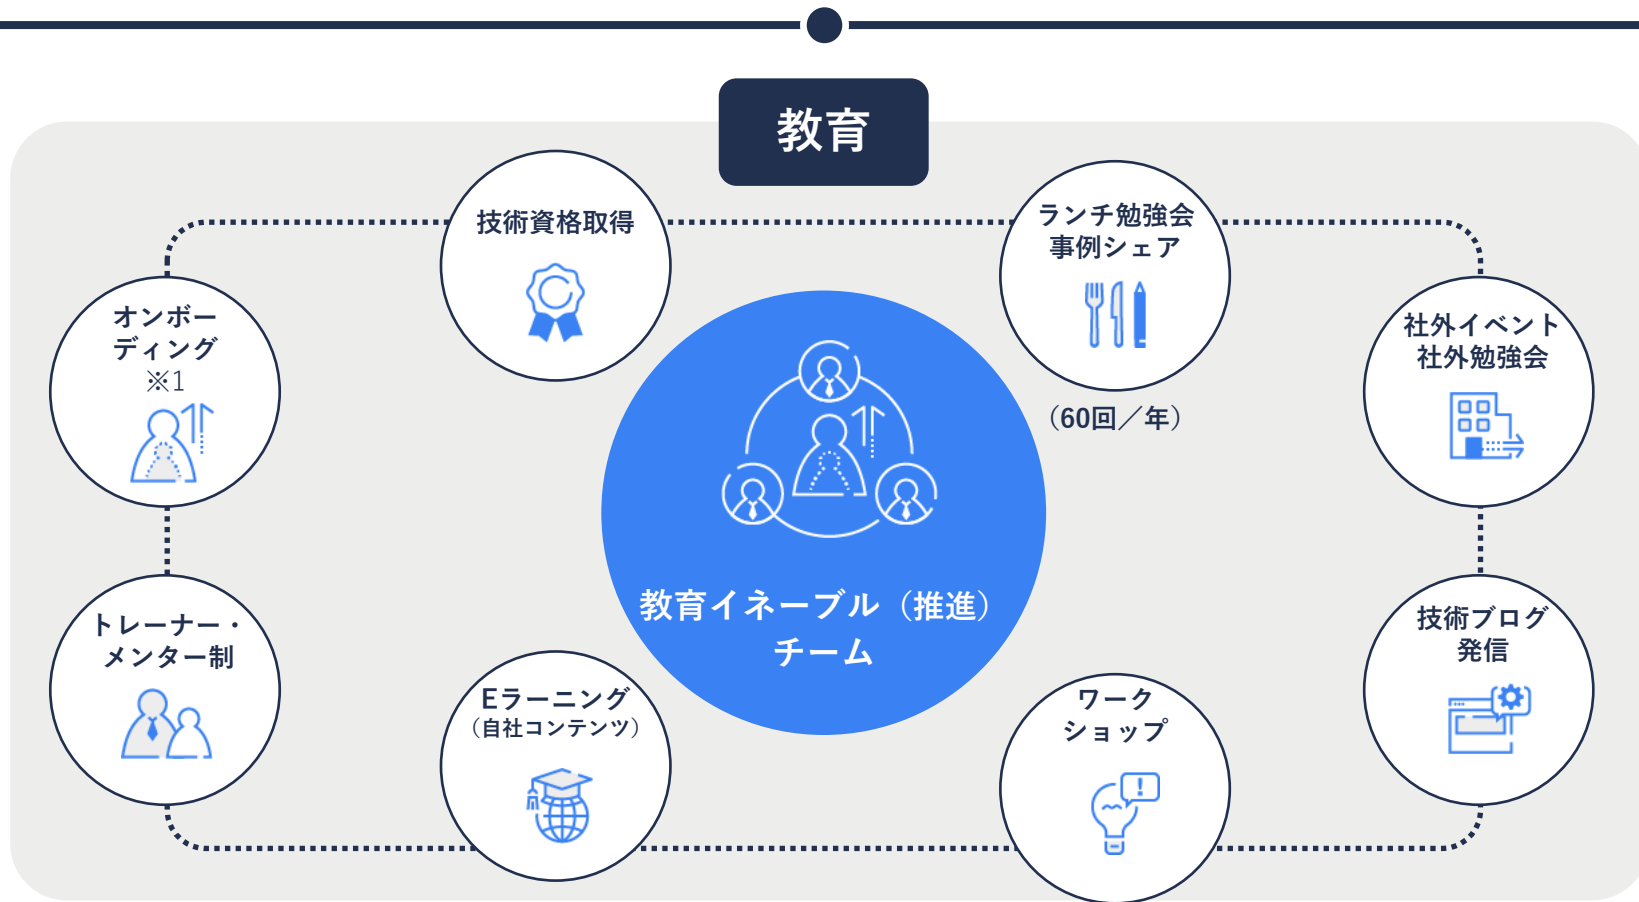 教育
技術資格取得
ランチ勉強会
事例シェア
(60回／年)
オンボー
ディング
※1
社外イベント
社外勉強会
教育イネーブル（推進）
チーム
トレーナー・
メンター制
技術ブログ
発信
Eラーニング
（自社コンテンツ）
ワーク
ショップ